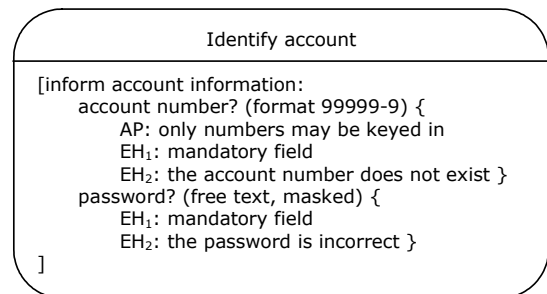 Identify account
[inform account information:
account number? (format 99999-9) {
AP: only numbers may be keyed in
EH₁: mandatory field
EH₂: the account number does not exist }
password? (free text, masked) {
EH₁: mandatory field
EH₂: the password is incorrect }
]